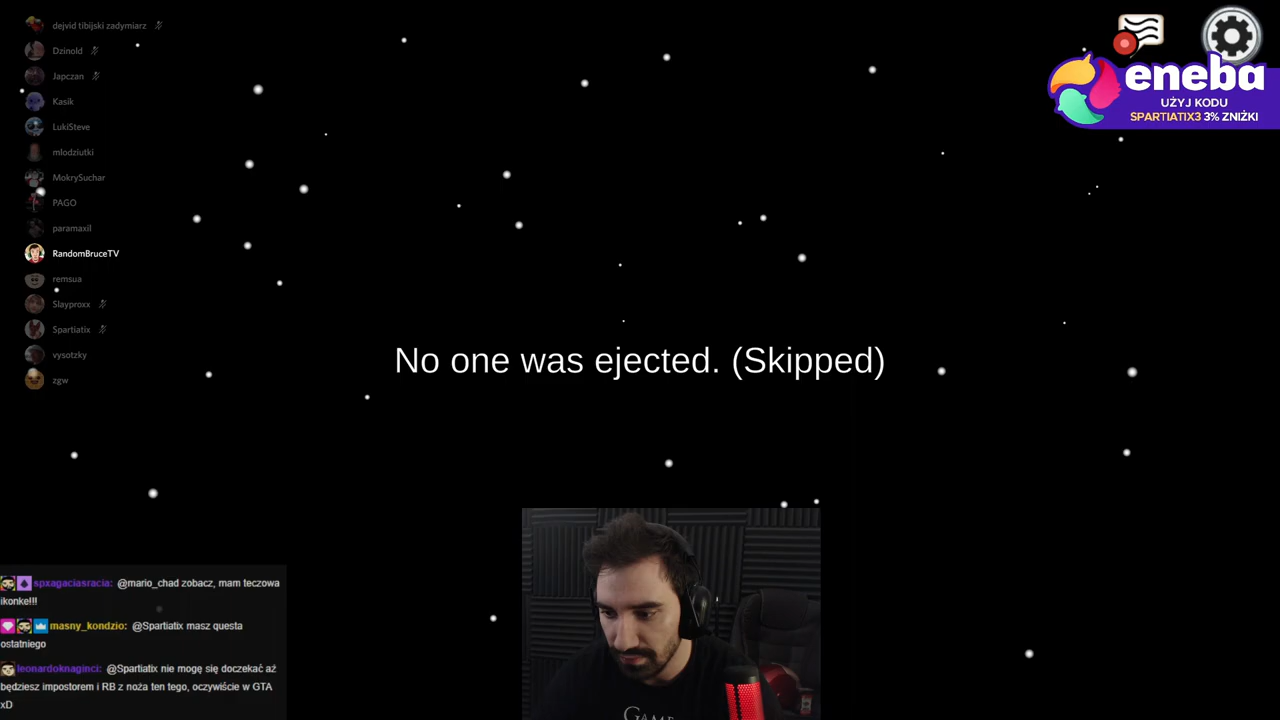 dejvid tibijski zadymiarz
Dzinold
Japczan
Kasik
LukiSteve
mlodziutki
MokrySuchar
PAGO
paramaxil
RandomBruceTV
remsua
Slayproxx
Spartiatix
vysotzky
zgw
eneba
UŻYJ KODU
SPARTIATIX3 3% ZNIŻKI
No one was ejected. (Skipped)
spxagaciasracia: @mario_chad zobacz, mam teczowa
ikonke!!!
masny_kondzio: @Spartiatix masz questa
ostatniego
leonardoknaginci: @Spartiatix nie mogę się doczekać aż
będziesz impostorem i RB z noża ten tego, oczywiście w GTA
xD
GAME